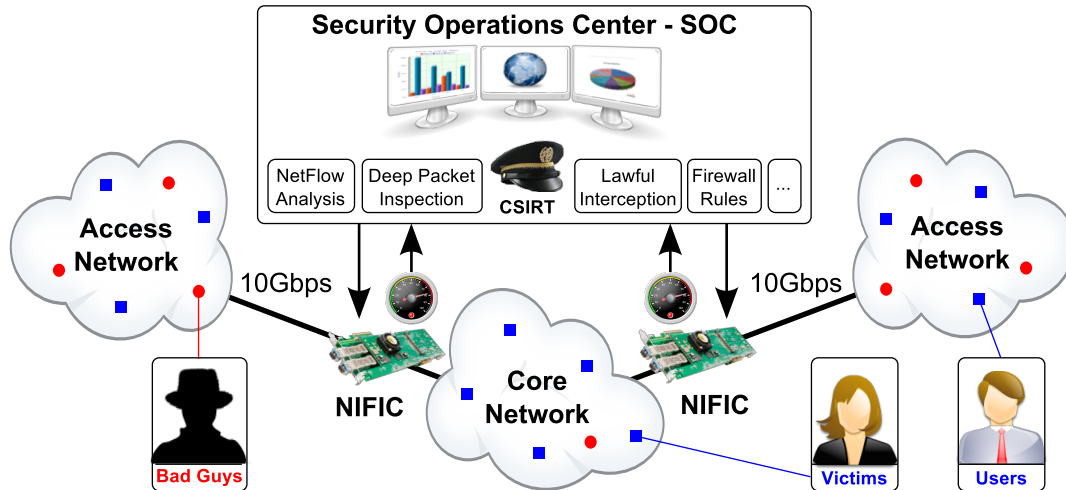 Security Operations Center - SOC
NetFlow
Analysis
Deep Packet
Inspection
CSIRT
Lawful
Interception
Firewall
Rules
...
Access
Network
10Gbps
10Gbps
Access
Network
NIFIC
Core
Network
NIFIC
Bad Guys
Victims
Users